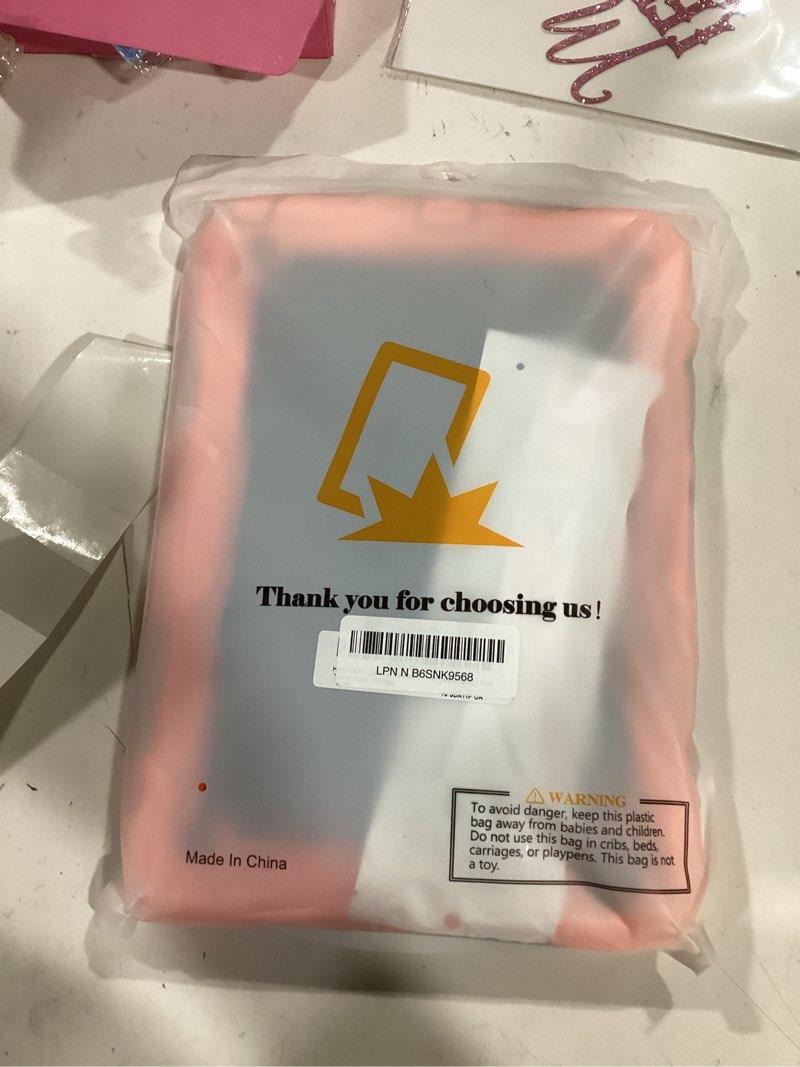 Thank you for choosing us!
LPN N B6SNK9568
WARNING
To avoid danger, keep this plastic
bag away from babies and children.
Do not use this bag in cribs, beds,
carriages, or playpens. This bag is not
a toy.
Made In China